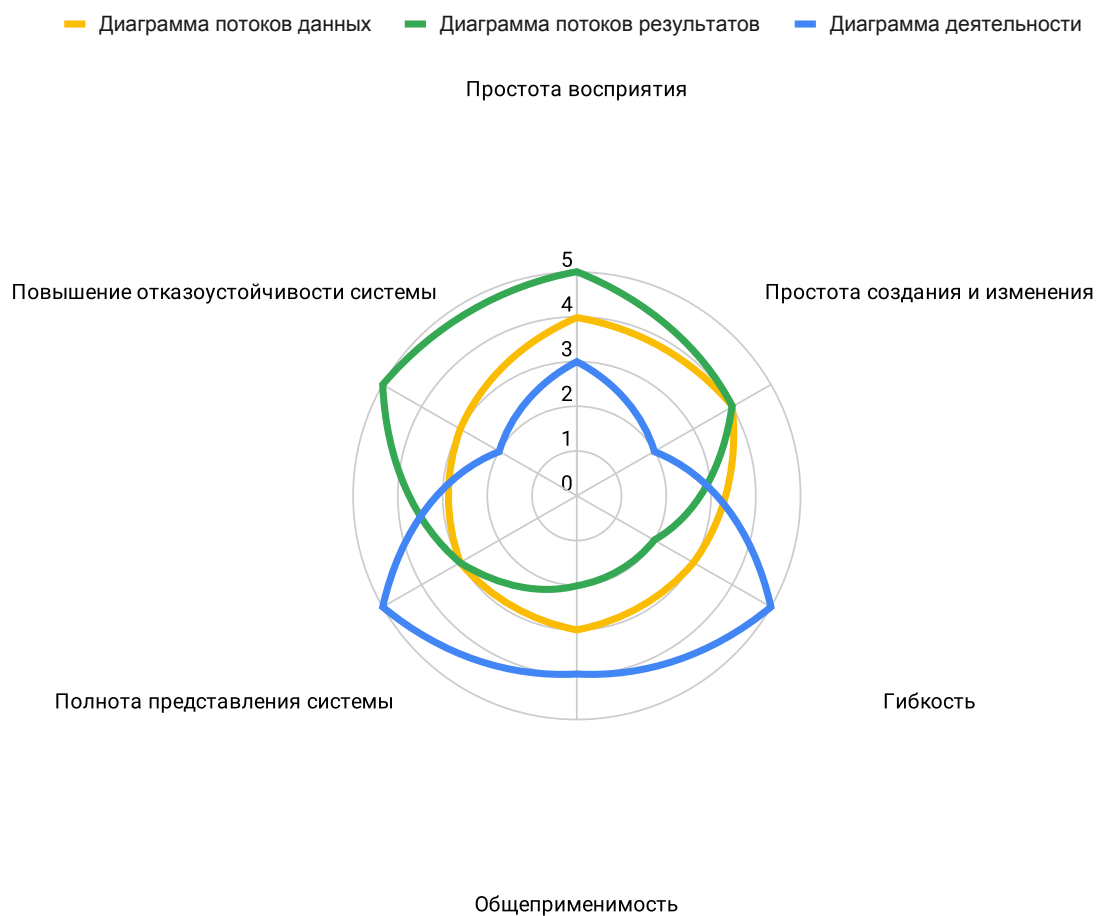 Диаграмма потоков данных Диаграмма потоков результатов Диаграмма деятельности
Простота восприятия
5
Повышение отказоустойчивости системы
Простота создания и изменения
4
3
2
1
0
Полнота представления системы
Гибкость
Общеприменимость